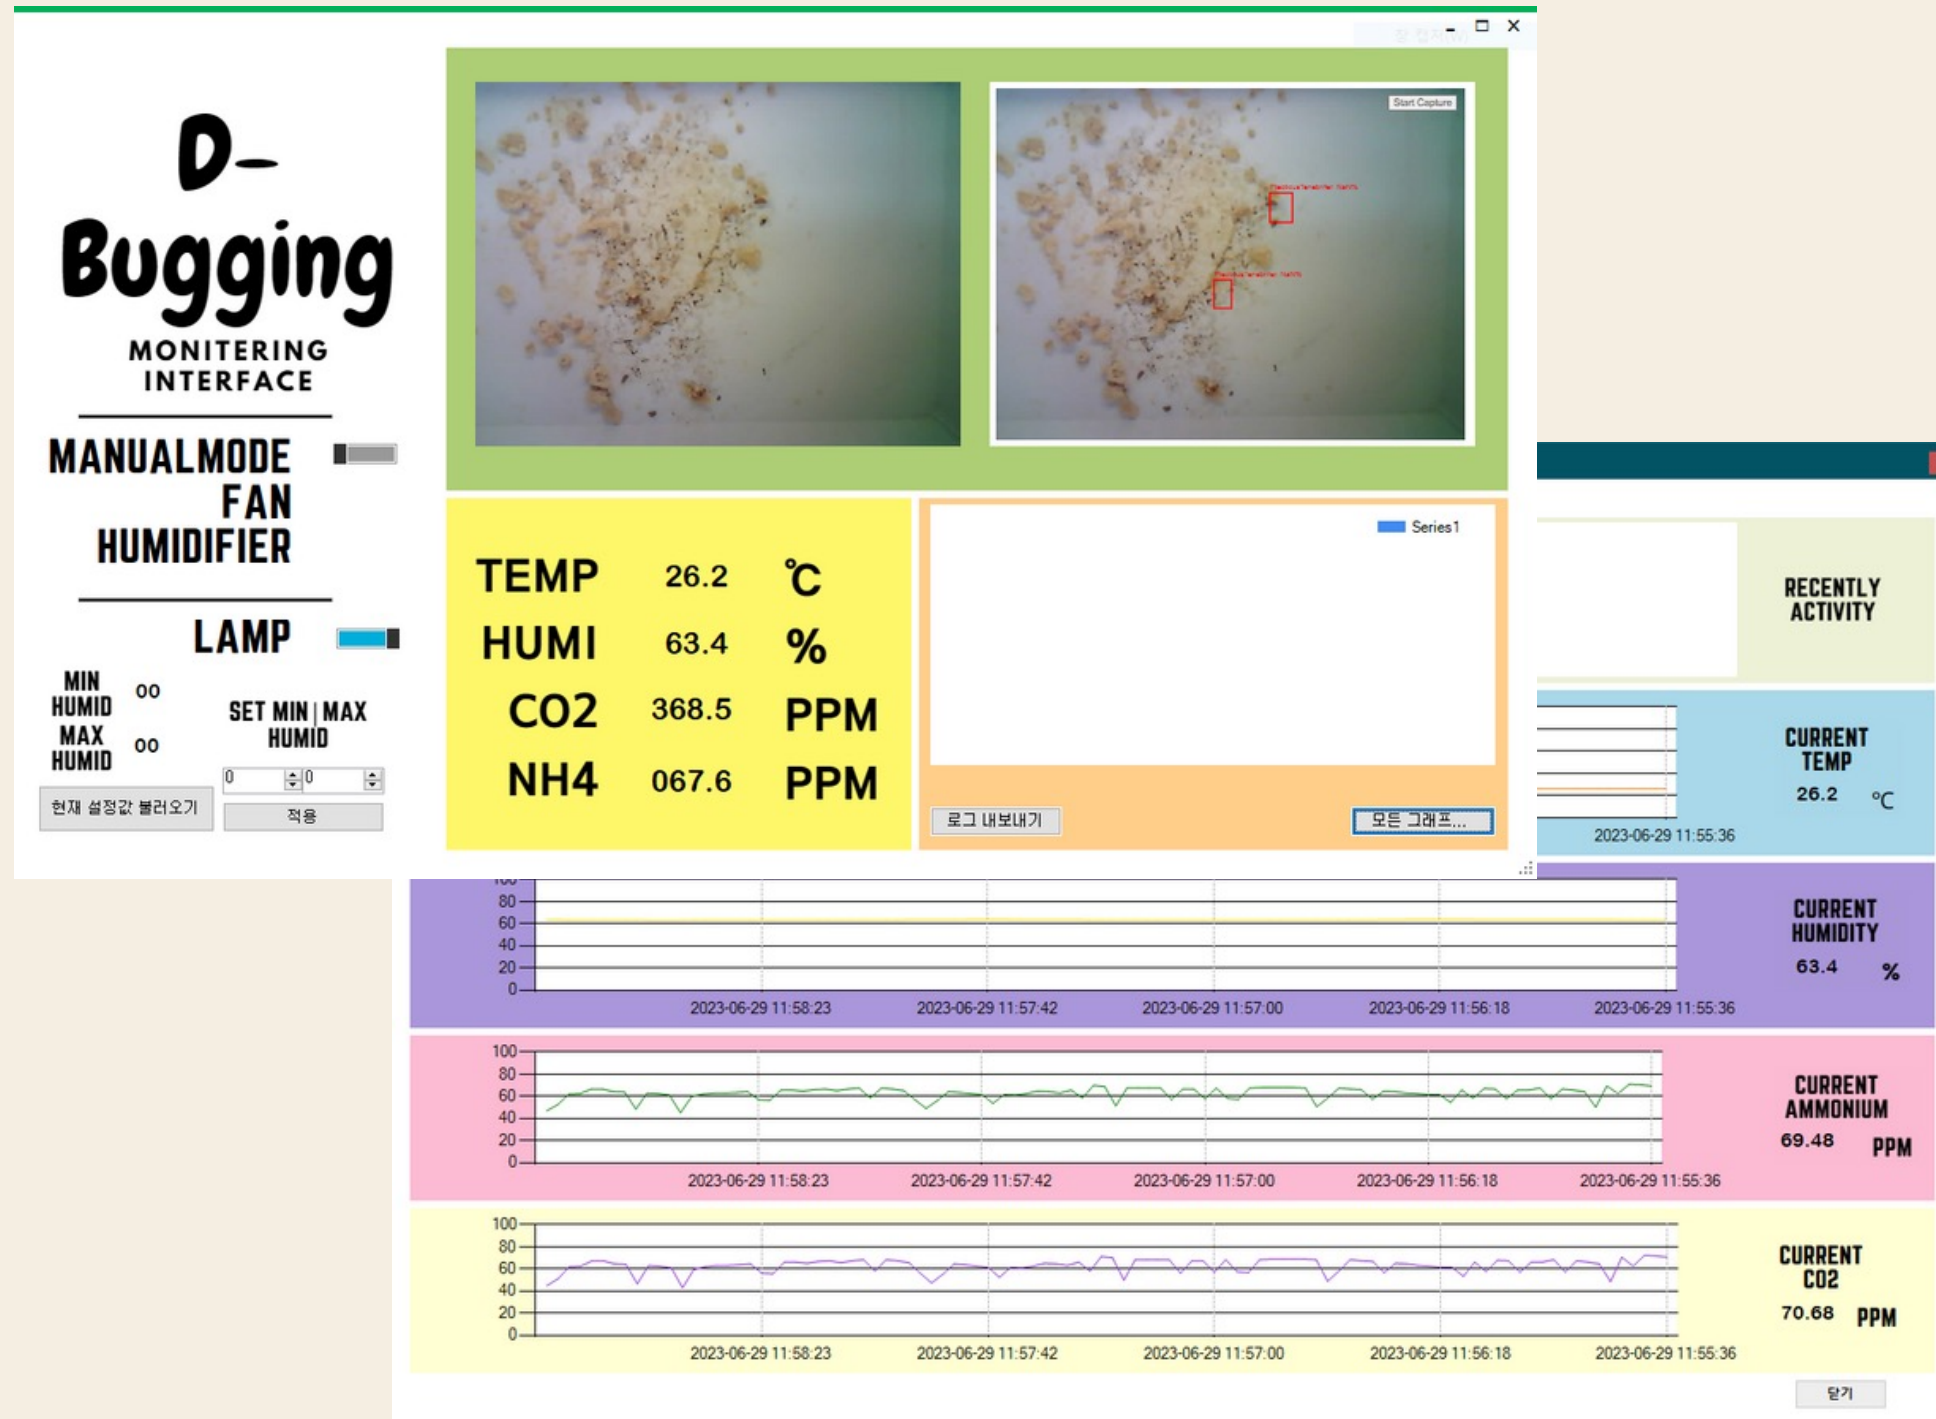 D-
Bugging
MONITERING
INTERFACE
MANUALMODE
FAN
HUMIDIFIER
LAMP
MIN
HUMID
00
MAX
HUMID
00
SET MIN | MAX
HUMID
0
0
현재 설정값 불러오기
적용
Start Capture
TEMP 26.2 ℃
HUMI 63.4 %
CO2 368.5 PPM
NH4 067.6 PPM
Series1
로그 내보내기
모든 그래프...
RECENTLY
ACTIVITY
CURRENT
TEMP
26.2 °C
2023-06-29 11:55:36
100
80
60
40
20
0
2023-06-29 11:58:23
2023-06-29 11:57:42
2023-06-29 11:57:00
2023-06-29 11:56:18
2023-06-29 11:55:36
CURRENT
HUMIDITY
63.4 %
100
80
60
40
20
0
2023-06-29 11:58:23
2023-06-29 11:57:42
2023-06-29 11:57:00
2023-06-29 11:56:18
2023-06-29 11:55:36
CURRENT
AMMONIUM
69.48 PPM
100
80
60
40
20
0
2023-06-29 11:58:23
2023-06-29 11:57:42
2023-06-29 11:57:00
2023-06-29 11:56:18
2023-06-29 11:55:36
CURRENT
CO2
70.68 PPM
닫기